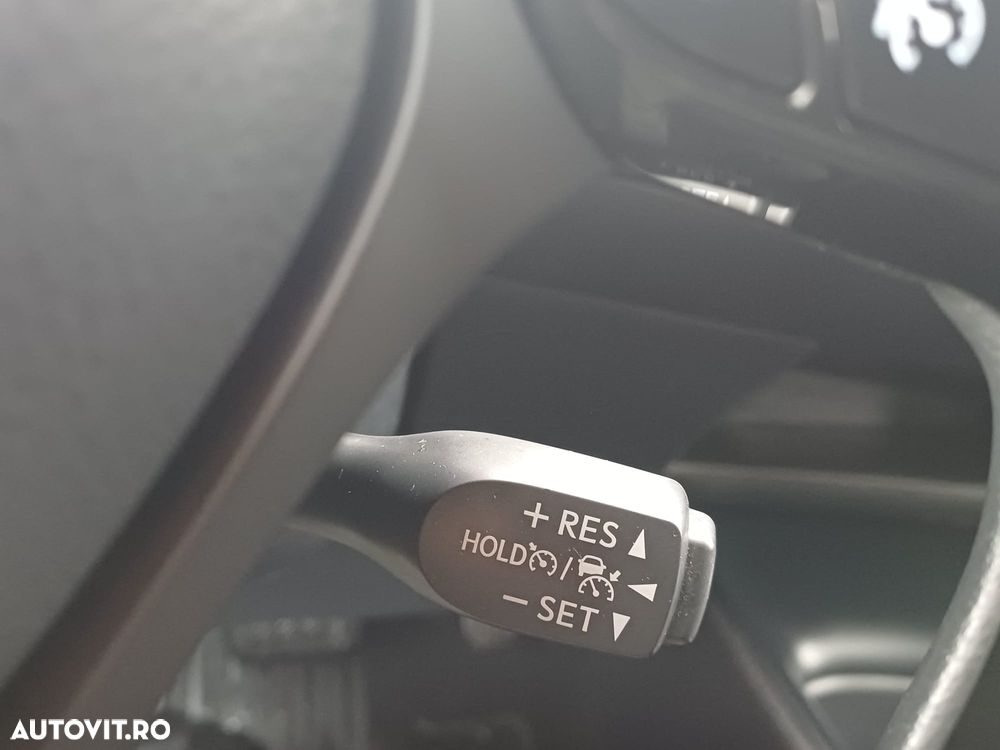 + RES
HOLD /
− SET
AUTOVIT.RO